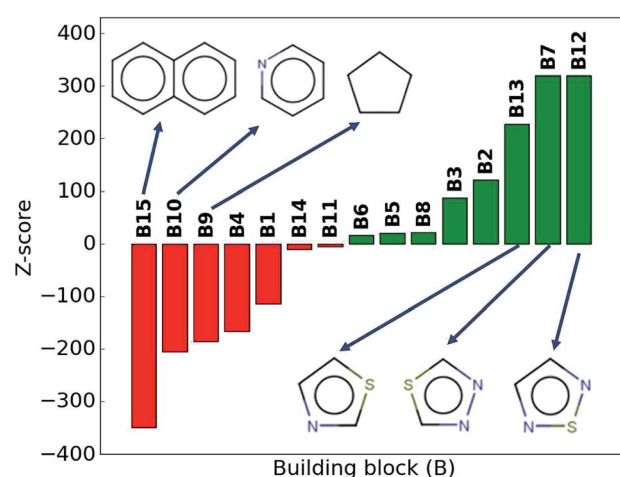 400
300
200
100
0
−100
−200
−300
−400
Z-score
B15
B10
B9
B4
B1
B14
B11
B6
B5
B8
B3
B2
B13
B7
B12
N
S
N
S
N
N
N
N
S
Building block (B)